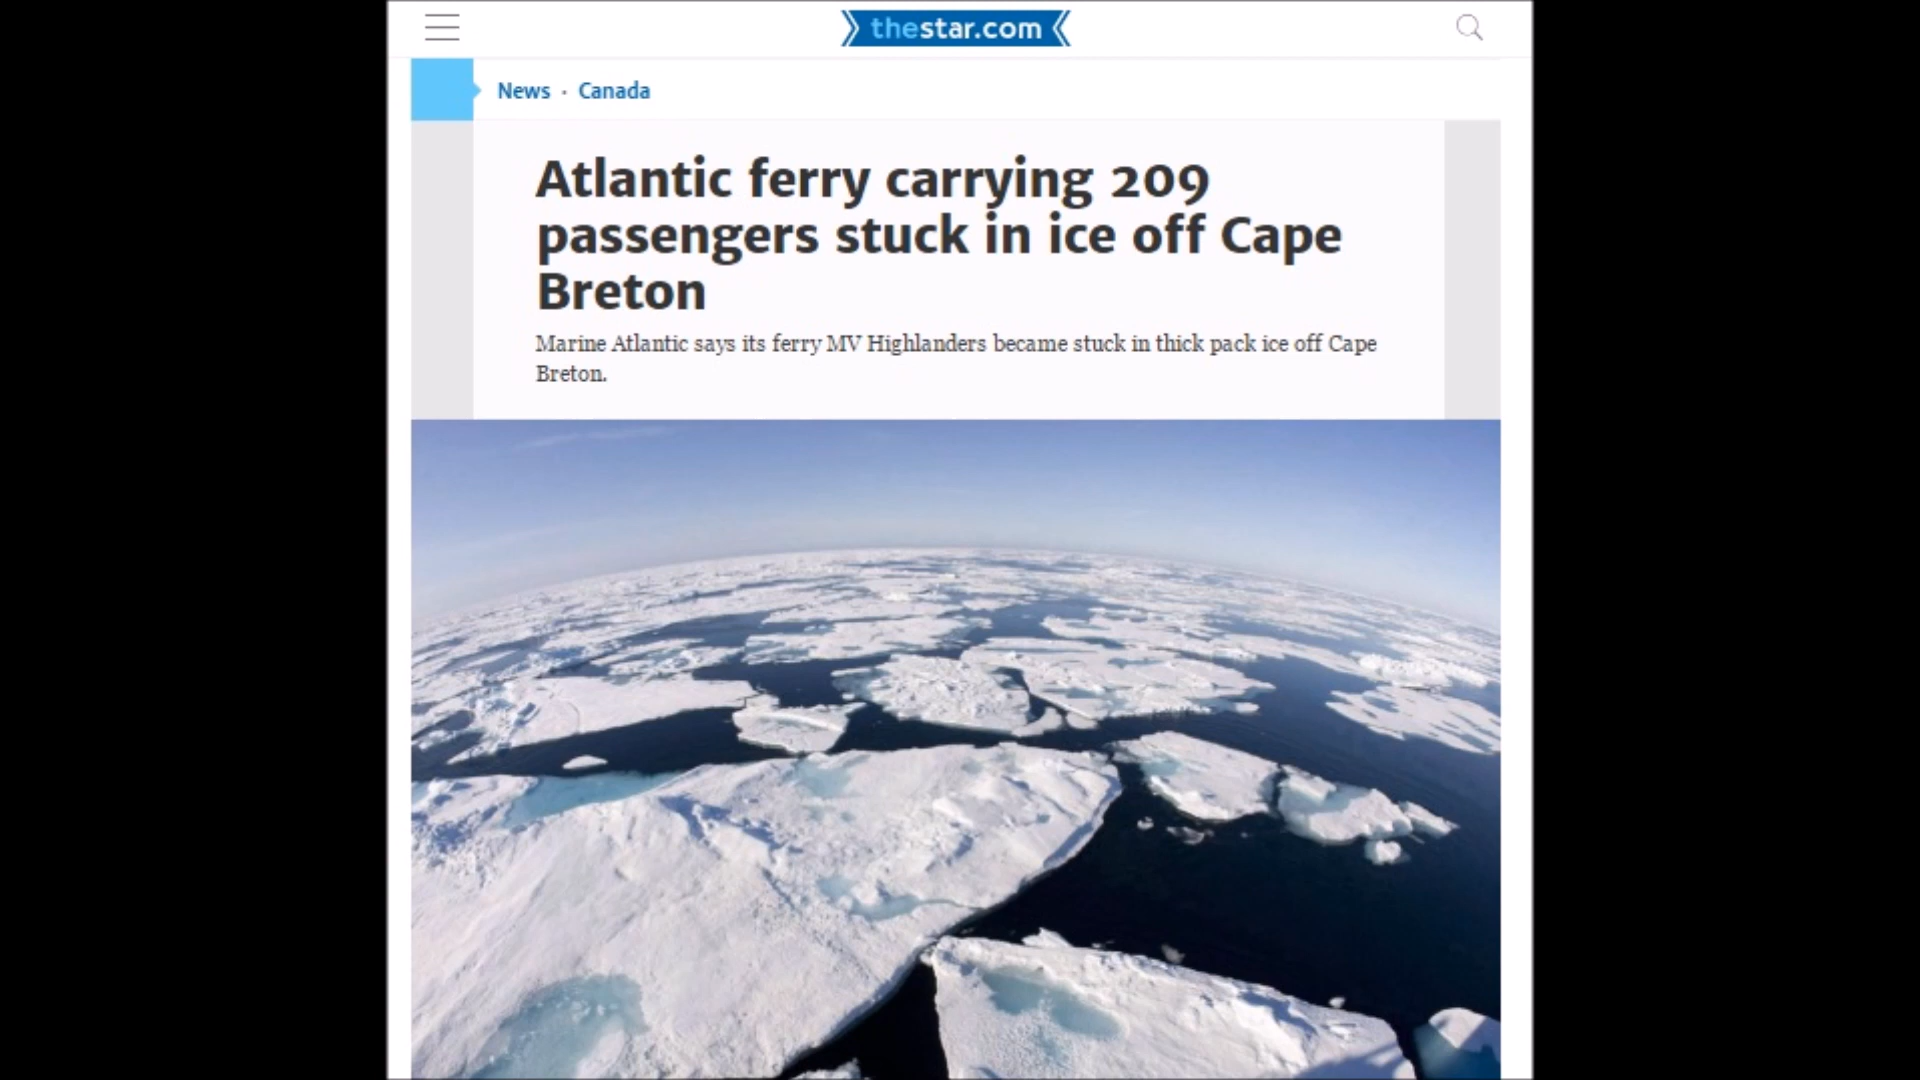 thestar.com
News · Canada
Atlantic ferry carrying 209
passengers stuck in ice off Cape
Breton
Marine Atlantic says its ferry MV Highlanders became stuck in thick pack ice off Cape
Breton.